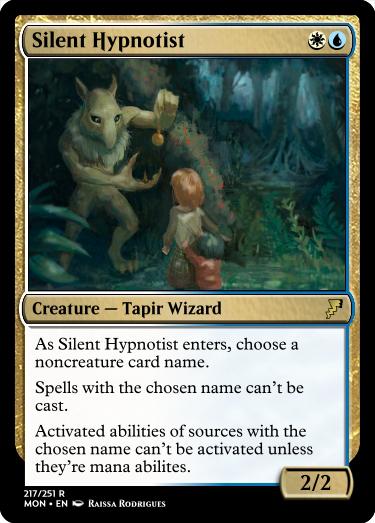 Silent Hypnotist
Creature — Tapir Wizard
As Silent Hypnotist enters, choose a
noncreature card name.
Spells with the chosen name can't be
cast.
Activated abilities of sources with the
chosen name can't be activated unless
they're mana abilites.
2/2
217/251 R
MON • EN Raissa Rodrigues